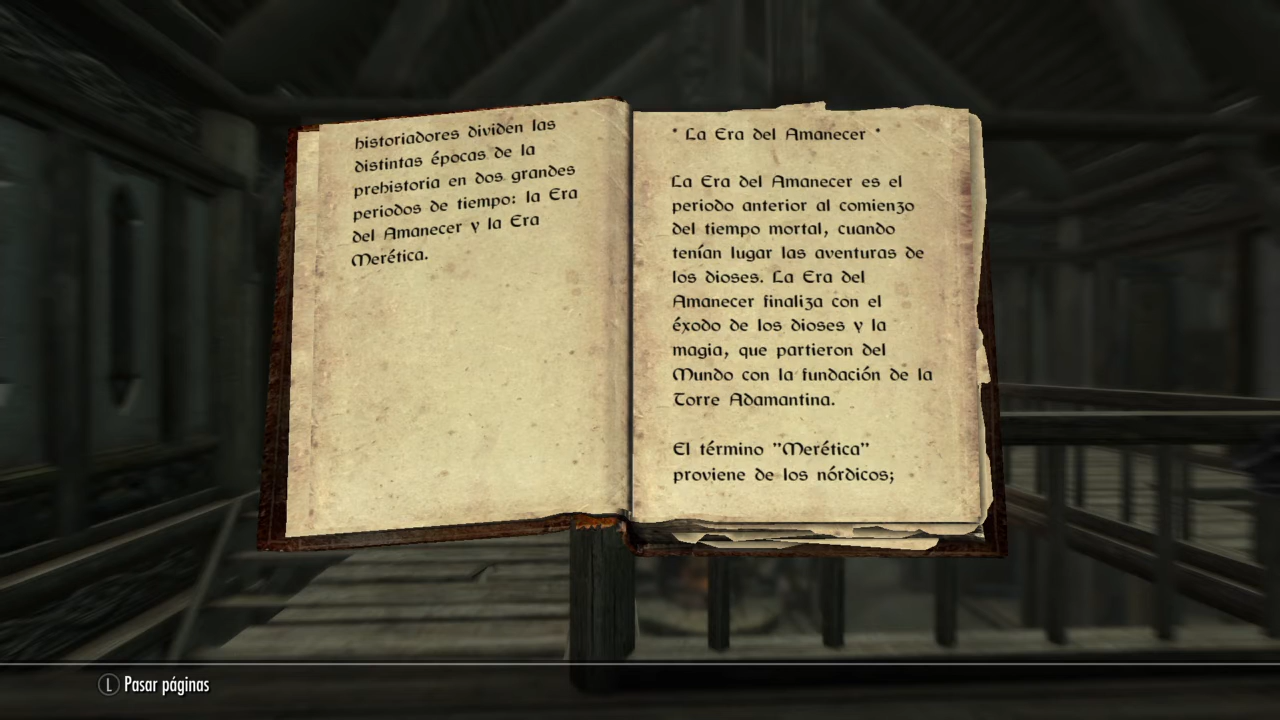 historiadores dividen las
distintas épocas de la
prehistoria en dos grandes
periodos de tiempo: la Era
del Amanecer y la Era
Merética.
* La Era del Amanecer *
La Era del Amanecer es el
periodo anterior al comienzo
del tiempo mortal, cuando
tenían lugar las aventuras de
los dioses. La Era del
Amanecer finaliza con el
éxodo de los dioses y la
magia, que partieron del
Mundo con la fundación de la
Torre Adamantina.
El término "Merética"
proviene de los nórdicos;
L Pasar páginas